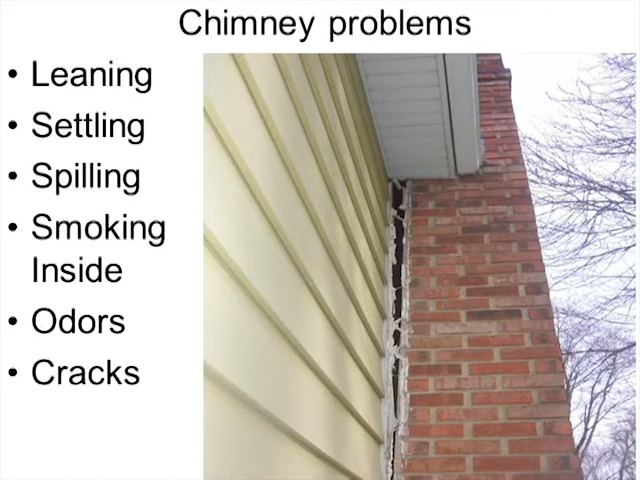 Chimney problems
• Leaning
• Settling
• Spilling
• Smoking
Inside
• Odors
• Cracks